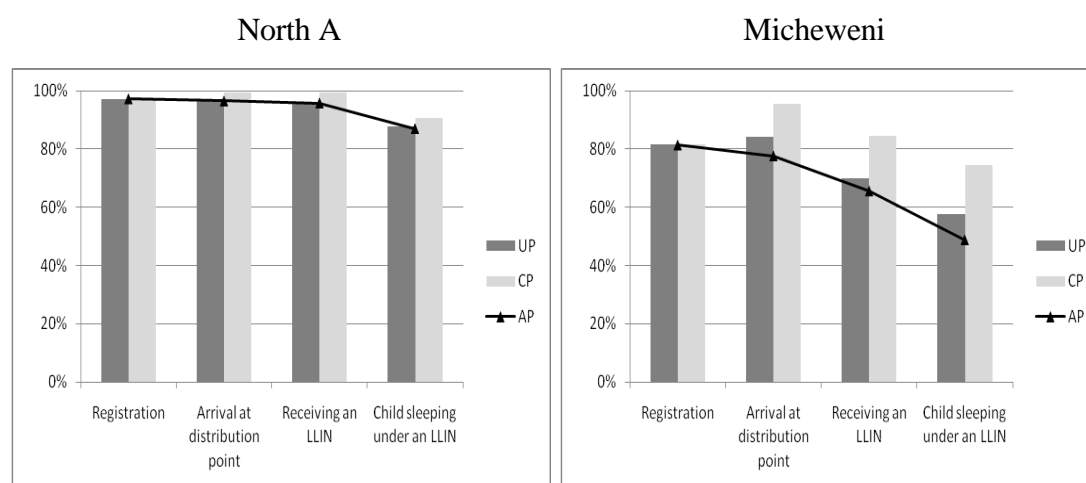 North A
100%
80%
60%
40%
20%
0%
Registration
Arrival at
distribution
point
Receiving an
LLIN
Child sleeping
under an LLIN
UP
CP
AP
Micheweni
100%
80%
60%
40%
20%
0%
Registration
Arrival at
distribution
point
Receiving an
LLIN
Child sleeping
under an LLIN
UP
CP
AP